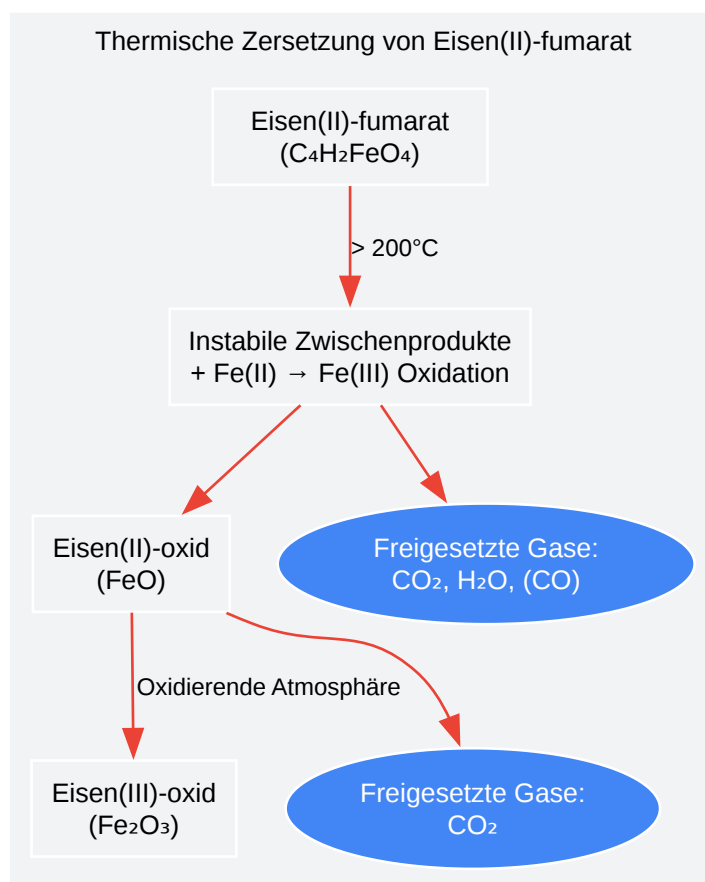 Thermische Zersetzung von Eisen(II)-fumarat
Eisen(II)-fumarat
(C₄H₂FeO₄)
> 200°C
Instabile Zwischenprodukte
+ Fe(II) → Fe(III) Oxidation
Eisen(II)-oxid
(FeO)
Freigesetzte Gase:
CO₂, H₂O, (CO)
Oxidierende Atmosphäre
Eisen(III)-oxid
(Fe₂O₃)
Freigesetzte Gase:
CO₂